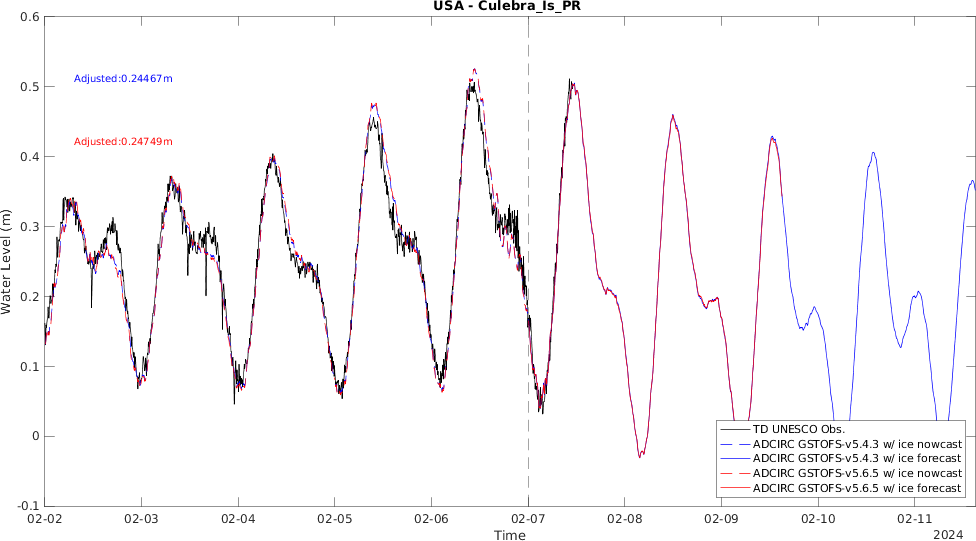 USA - Culebra_Is_PR
0.6
0.5
0.4
0.3
0.2
0.1
0
-0.1
Water Level (m)
Adjusted:0.24467m
Adjusted:0.24749m
TD UNESCO Obs.
ADCIRC GSTOFS-v5.4.3 w/ ice nowcast
ADCIRC GSTOFS-v5.4.3 w/ ice forecast
ADCIRC GSTOFS-v5.6.5 w/ ice nowcast
ADCIRC GSTOFS-v5.6.5 w/ ice forecast
02-02 02-03 02-04 02-05 02-06 02-07 02-08 02-09 02-10 02-11
Time
2024